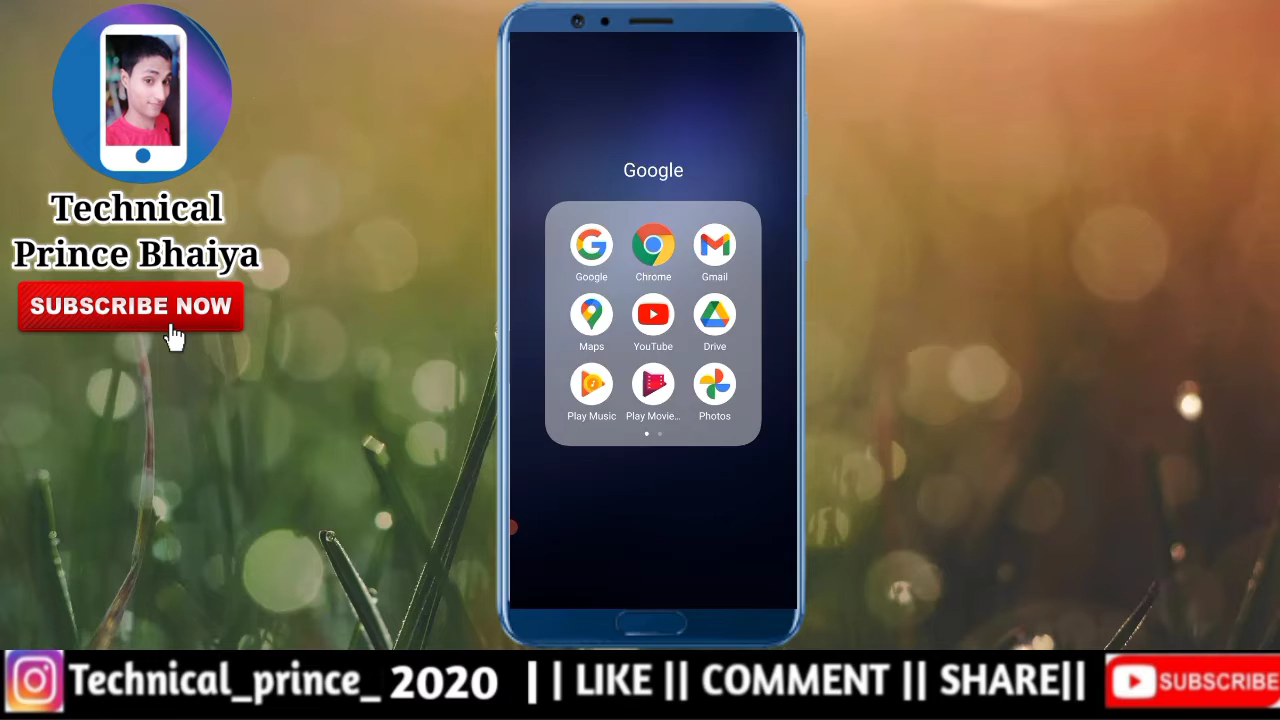 Technical
Prince Bhaiya
SUBSCRIBE NOW
Google
Google Chrome Gmail
Maps YouTube Drive
Play Music Play Movie... Photos
Technical_prince_ 2020 || LIKE || COMMENT || SHARE|| SUBSCRIBE